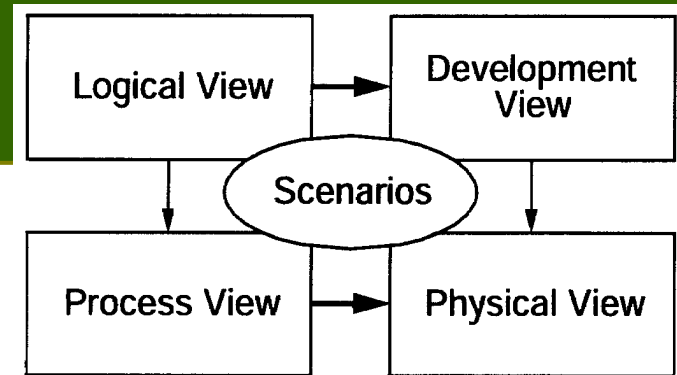 Logical View
Development
View
Scenarios
Process View
Physical View